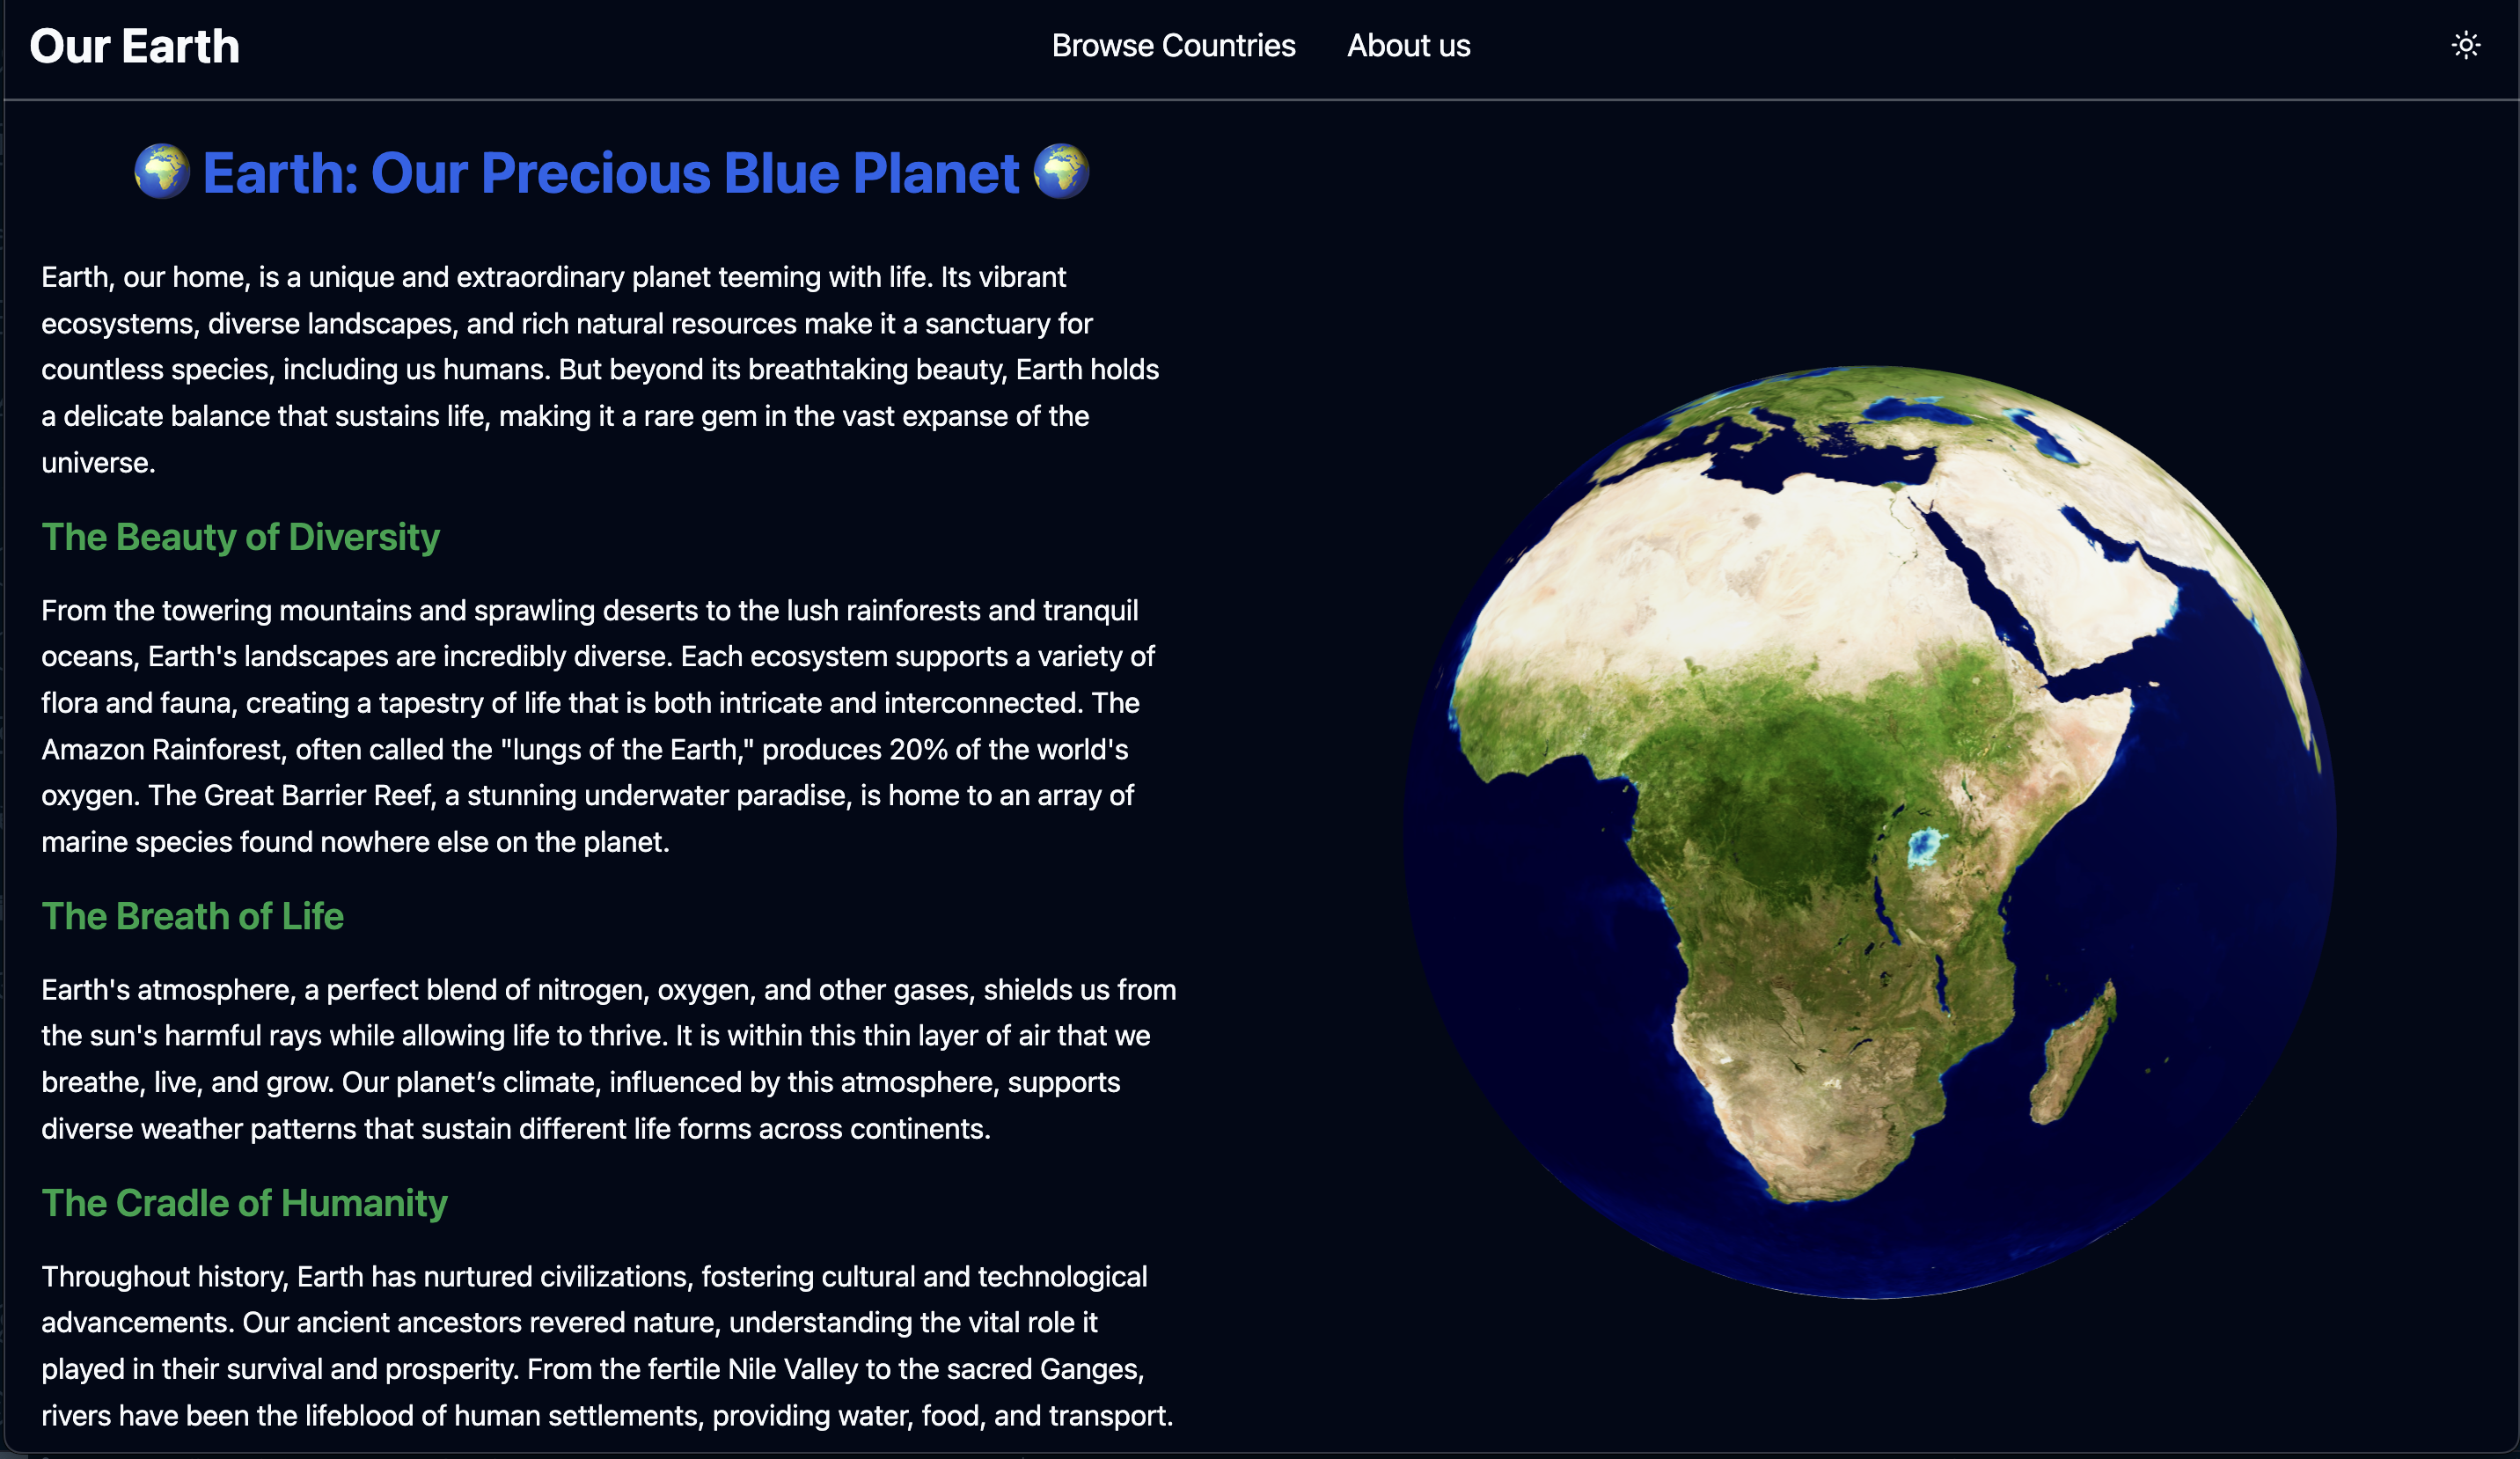 Our Earth
Browse Countries
About us
🌍 Earth: Our Precious Blue Planet 🌍
Earth, our home, is a unique and extraordinary planet teeming with life. Its vibrant
ecosystems, diverse landscapes, and rich natural resources make it a sanctuary for
countless species, including us humans. But beyond its breathtaking beauty, Earth holds
a delicate balance that sustains life, making it a rare gem in the vast expanse of the
universe.
The Beauty of Diversity
From the towering mountains and sprawling deserts to the lush rainforests and tranquil
oceans, Earth's landscapes are incredibly diverse. Each ecosystem supports a variety of
flora and fauna, creating a tapestry of life that is both intricate and interconnected. The
Amazon Rainforest, often called the "lungs of the Earth," produces 20% of the world's
oxygen. The Great Barrier Reef, a stunning underwater paradise, is home to an array of
marine species found nowhere else on the planet.
The Breath of Life
Earth's atmosphere, a perfect blend of nitrogen, oxygen, and other gases, shields us from
the sun's harmful rays while allowing life to thrive. It is within this thin layer of air that we
breathe, live, and grow. Our planet’s climate, influenced by this atmosphere, supports
diverse weather patterns that sustain different life forms across continents.
The Cradle of Humanity
Throughout history, Earth has nurtured civilizations, fostering cultural and technological
advancements. Our ancient ancestors revered nature, understanding the vital role it
played in their survival and prosperity. From the fertile Nile Valley to the sacred Ganges,
rivers have been the lifeblood of human settlements, providing water, food, and transport.